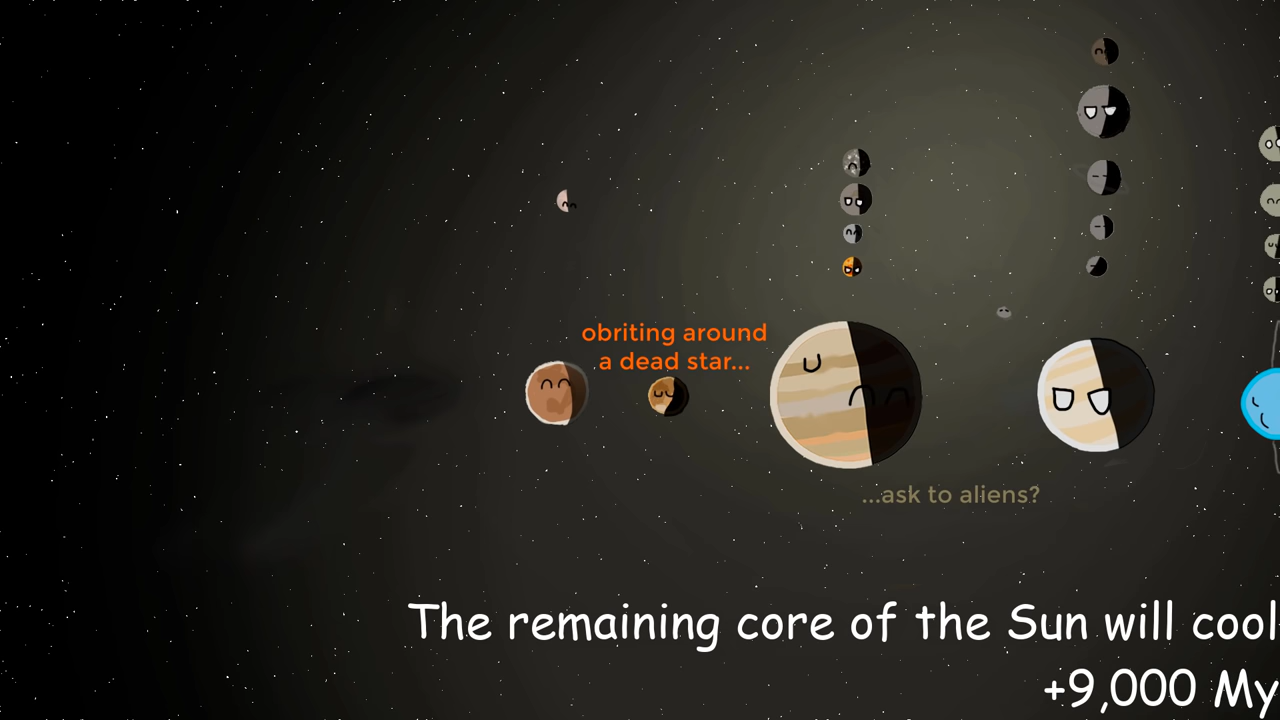 obriting around
a dead star...
...ask to aliens?
The remaining core of the Sun will cool
+9,000 My